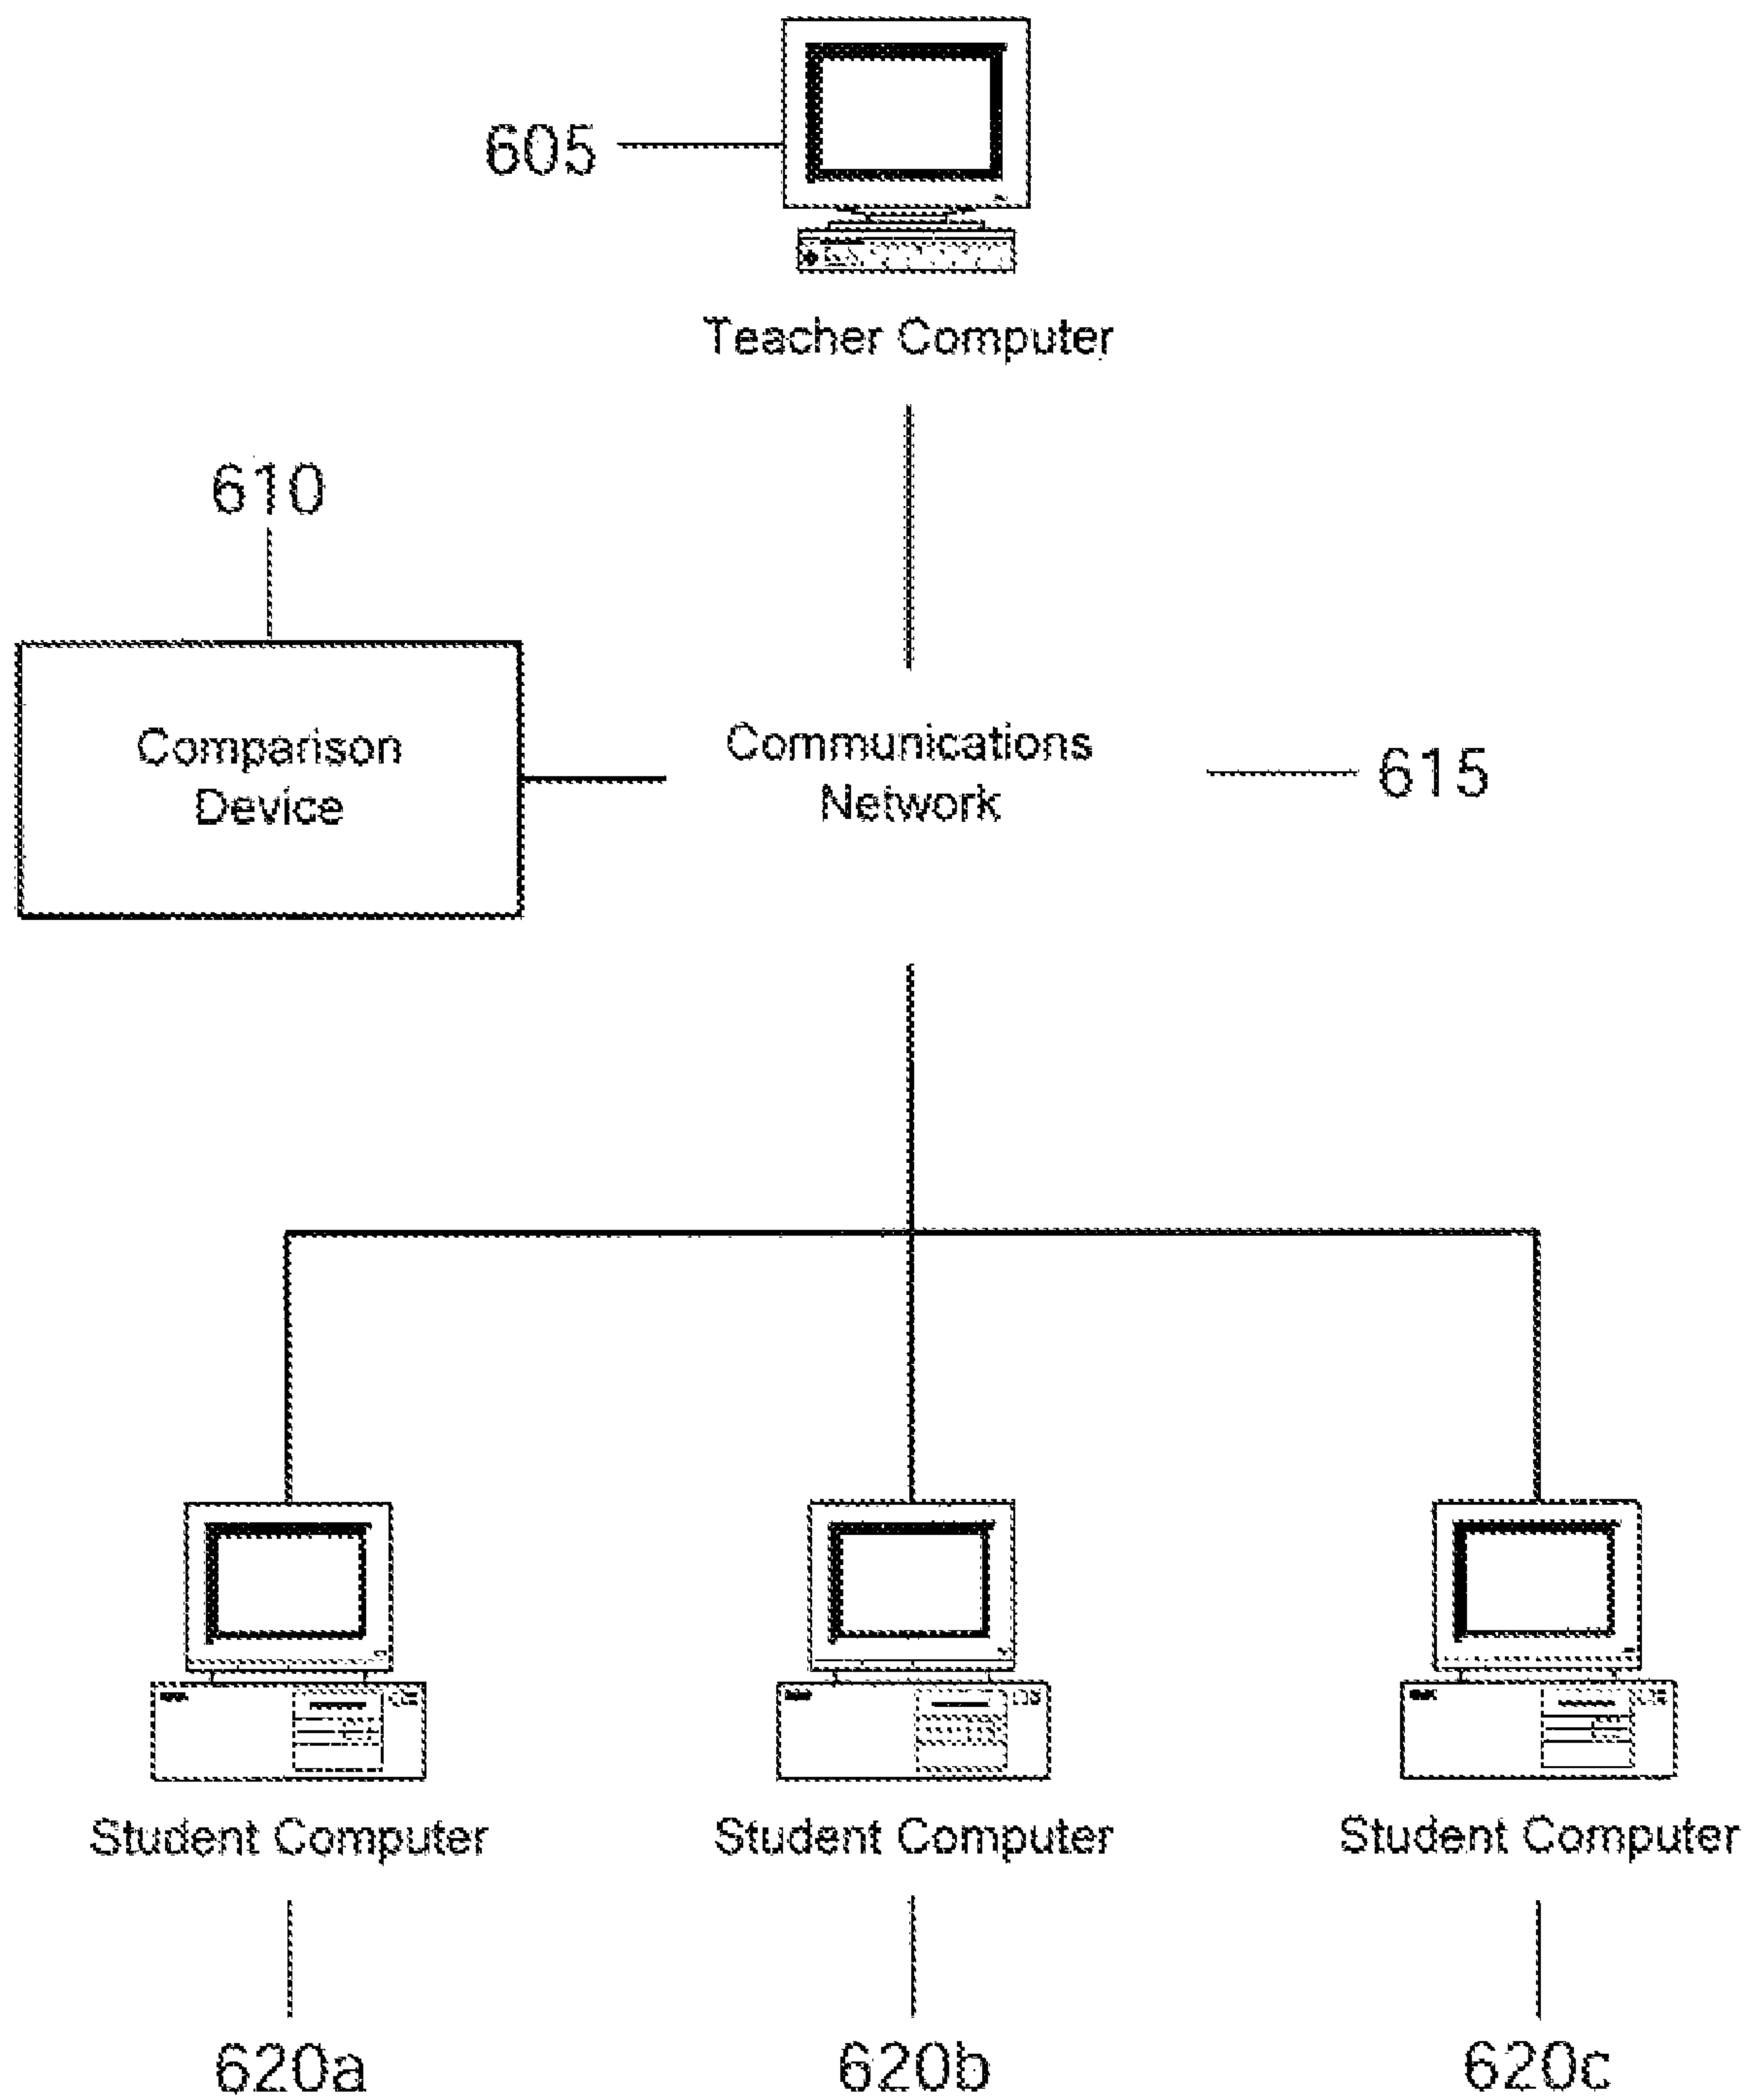 605
Teacher Computer
610
Comparison
Device
Communications
Network
615
Student Computer
Student Computer
Student Computer
620a
620b
620c